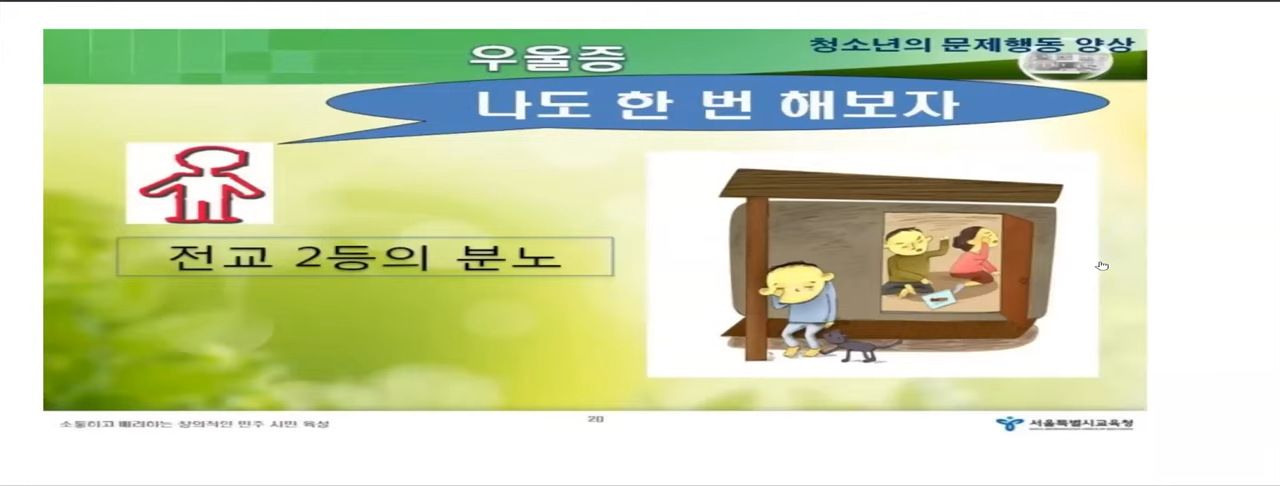 청소년의 문제행동 양상
우울증
나도 한 번 해보자
전교 2등의 분노
소통하고 배려하는 창의적인 민주 시민 육성
20
서울특별시교육청